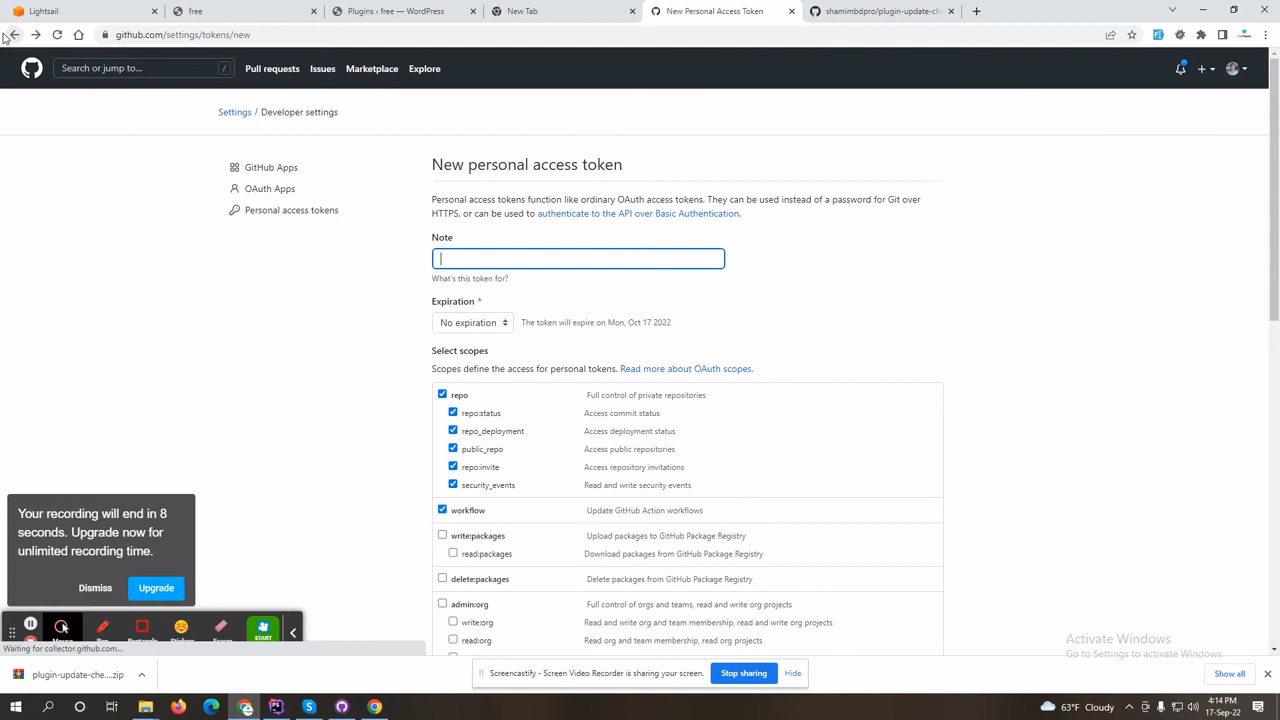 Lightsail
free
Plugins ‹ free — WordPress
New Tab
New Personal Access Token
shamimbdpro/plugin-update-che
github.com/settings/tokens/new
Search or jump to...
/
Pull requests
Issues
Marketplace
Explore
Settings / Developer settings
GitHub Apps
OAuth Apps
Personal access tokens
New personal access token
Personal access tokens function like ordinary OAuth access tokens. They can be used instead of a password for Git over
HTTPS, or can be used to authenticate to the API over Basic Authentication.
Note
What's this token for?
Expiration *
No expiration
The token will expire on Mon, Oct 17 2022
Select scopes
Scopes define the access for personal tokens. Read more about OAuth scopes.
repo Full control of private repositories
repo:status Access commit status
repo_deployment Access deployment status
public_repo Access public repositories
repo:invite Access repository invitations
security_events Read and write security events
workflow Update GitHub Action workflows
write:packages Upload packages to GitHub Package Registry
read:packages Download packages from GitHub Package Registry
delete:packages Delete packages from GitHub Package Registry
admin:org Full control of orgs and teams, read and write org projects
write:org Read and write org and team membership, read and write org projects
read:org Read org and team membership, read org projects
Your recording will end in 8
seconds. Upgrade now for
unlimited recording time.
Dismiss
Upgrade
START
Waiting for collector.github.com...
Activate Windows
Go to Settings to activate Windows.
plugin-update-che....zip
Screencastify - Screen Video Recorder is sharing your screen.
Stop sharing
Hide
Show all
63°F Cloudy
4:14 PM
17-Sep-22